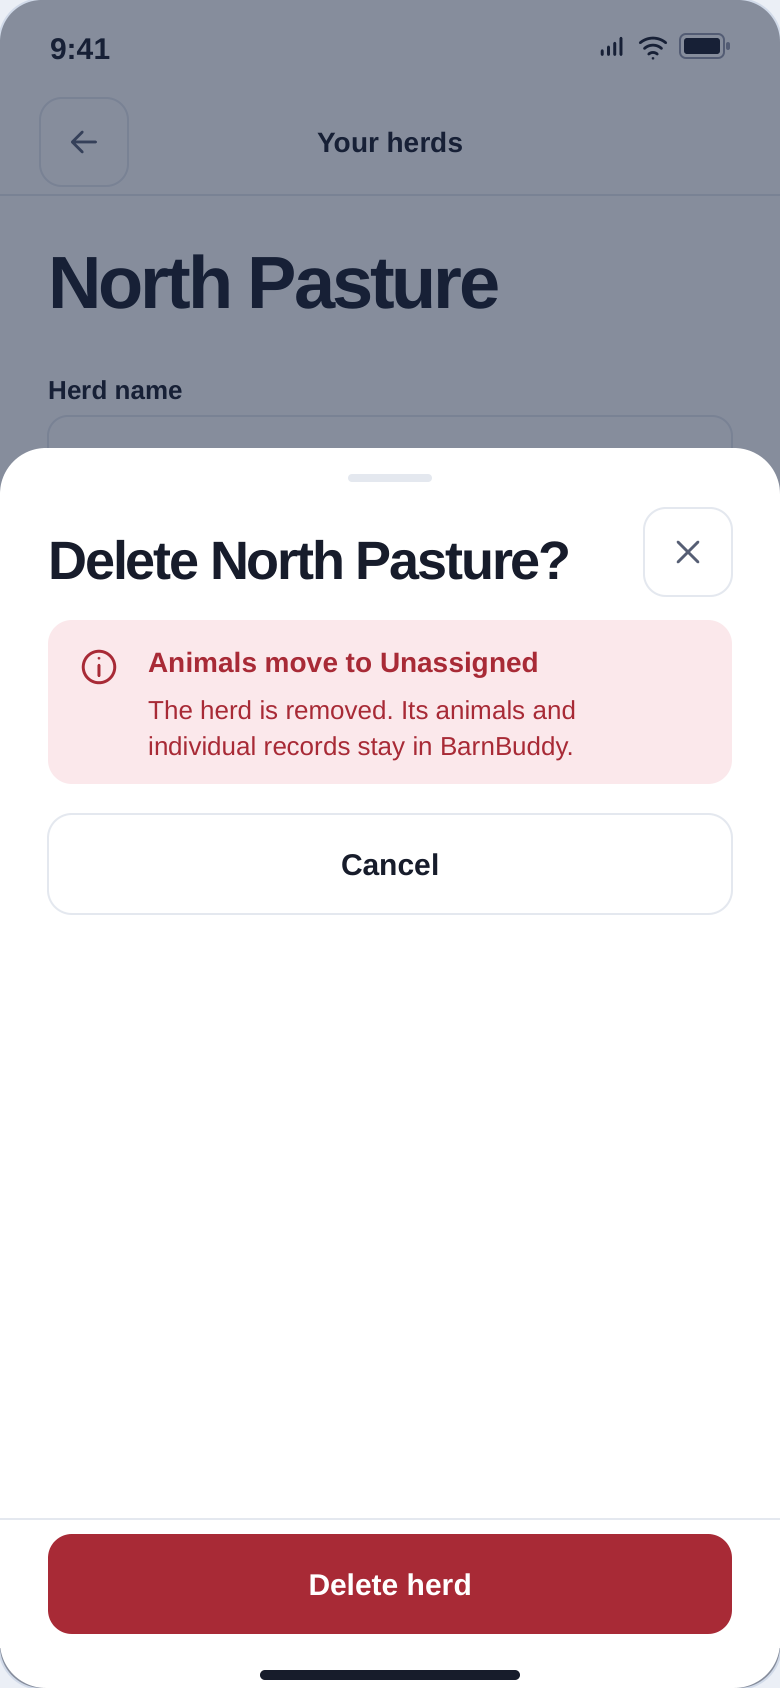 9:41
Your herds
North Pasture
Herd name
Delete North Pasture?
Animals move to Unassigned
The herd is removed. Its animals and
individual records stay in BarnBuddy.
Cancel
Delete herd